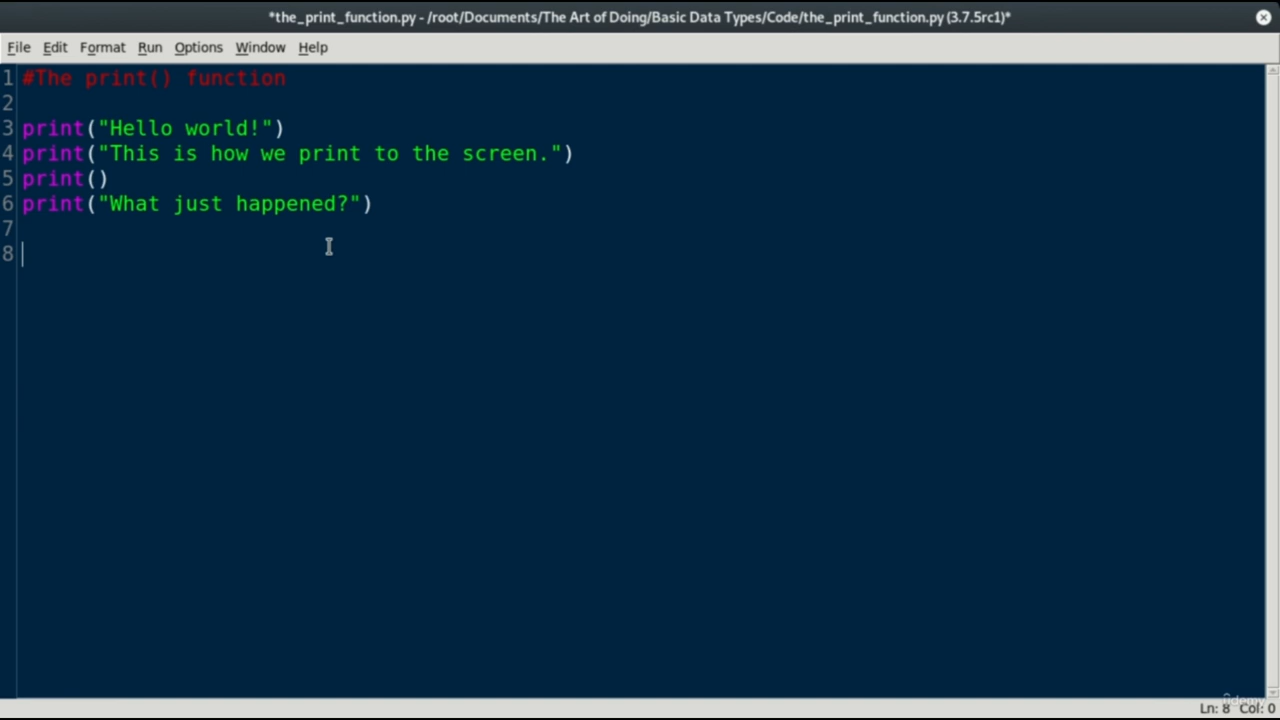 *the_print_function.py - /root/Documents/The Art of Doing/Basic Data Types/Code/the_print_function.py (3.7.5rc1)*
File Edit Format Run Options Window Help
1 #The print() function
2
3 print("Hello world!")
4 print("This is how we print to the screen.")
5 print()
6 print("What just happened?")
7
8
ûdemy
Ln: 8 Col: 0